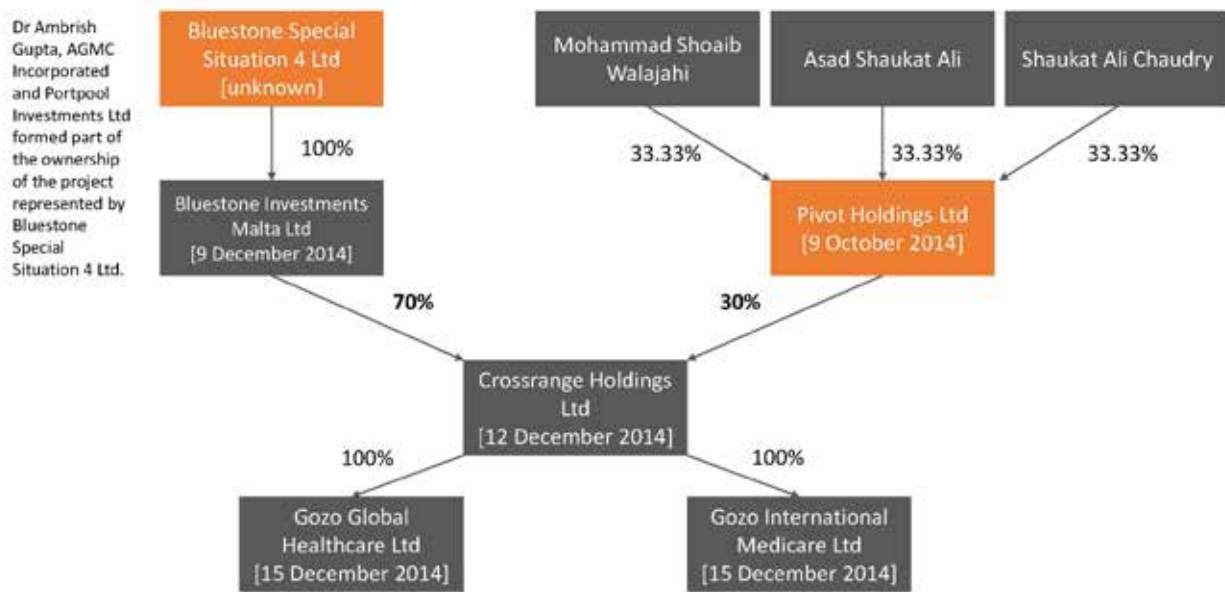 Dr Ambrish
Gupta, AGMC
Incorporated
and Portpool
Investments Ltd
formed part of
the ownership
of the project
represented by
Bluestone
Special
Situation 4 Ltd.
Bluestone Special
Situation 4 Ltd
[unknown]
Mohammad Shoaib
Walajahi
Asad Shaukat Ali
Shaukat Ali Chaudry
100%
33.33%
33.33%
33.33%
Bluestone Investments
Malta Ltd
[9 December 2014]
Pivot Holdings Ltd
[9 October 2014]
70%
30%
Crossrange Holdings
Ltd
[12 December 2014]
100%
100%
Gozo Global
Healthcare Ltd
[15 December 2014]
Gozo International
Medicare Ltd
[15 December 2014]